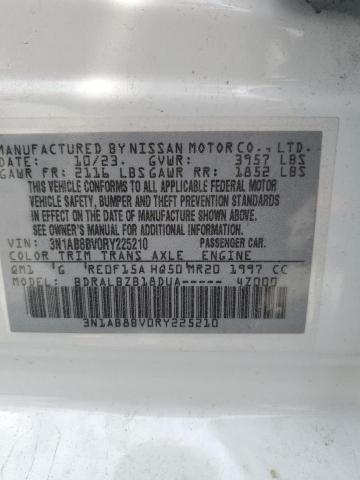 MANUFACTURED BY NISSAN MOTOR CO., LTD.
DATE: 10/23 GVWR: 3957 LBS
GAWR FR: 2116 LBS GAWR RR: 1852 LBS
THIS VEHICLE CONFORMS TO ALL APPLICABLE FEDERAL MOTOR
VEHICLE SAFETY, BUMPER AND THEFT PREVENTION STANDARDS
IN EFFECT ON THE DATE OF MANUFACTURE SHOWN ABOVE.
SEE OWNER'S MANUAL FOR ADDITIONAL INFORMATION.
VIN: 3N1AB8BV0RY225210 PASSENGER CAR.
COLOR TRIM TRANS AXLE ENGINE
QM1 G RE0F15A HQ50 MR20 1997 CC
MODEL: BDRALBZB18DUA----- 4Z000
3N1AB8BV0RY225210